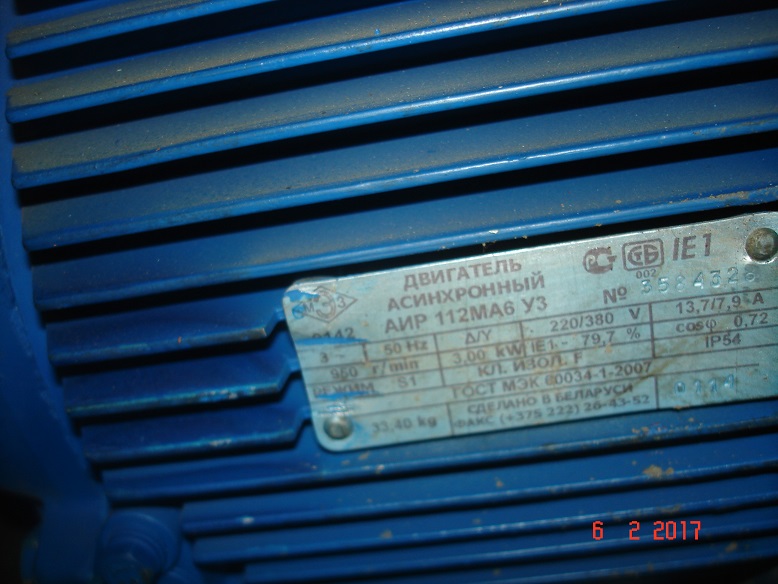 ДВИГАТЕЛЬ
АСИНХРОННЫЙ
АИР 112МА6 У3
IE1
002
№
3~ 50 Hz Δ/Y 220/380 V 13,7/7,9 A
r/min 3,00 kW IE1 - 79,7 % cosφ 0,72
РЕЖИМ S1 КЛ. ИЗОЛ. F IP54
ГОСТ МЭК 60034-1-2007
33,40 kg СДЕЛАНО В БЕЛАРУСИ
ФАКС (+375 222) 26-43-52
6 2 2017